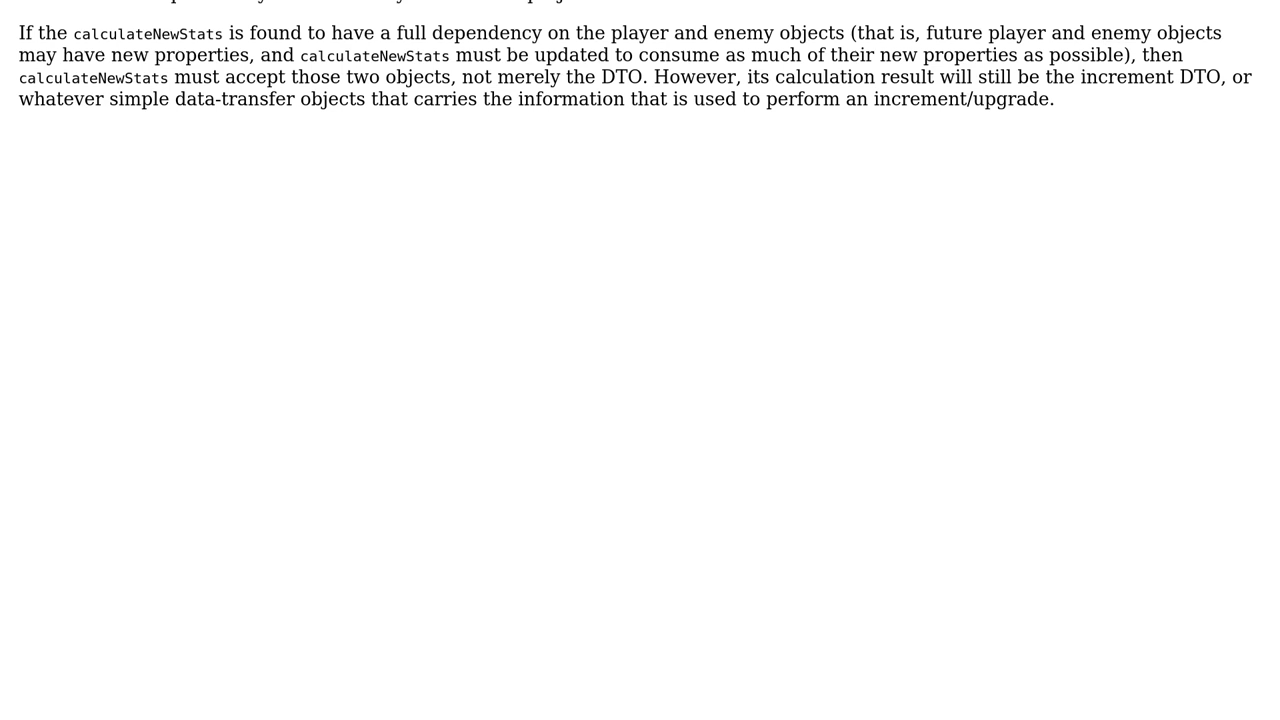 If the calculateNewStats is found to have a full dependency on the player and enemy objects (that is, future player and enemy objects
may have new properties, and calculateNewStats must be updated to consume as much of their new properties as possible), then
calculateNewStats must accept those two objects, not merely the DTO. However, its calculation result will still be the increment DTO, or
whatever simple data-transfer objects that carries the information that is used to perform an increment/upgrade.